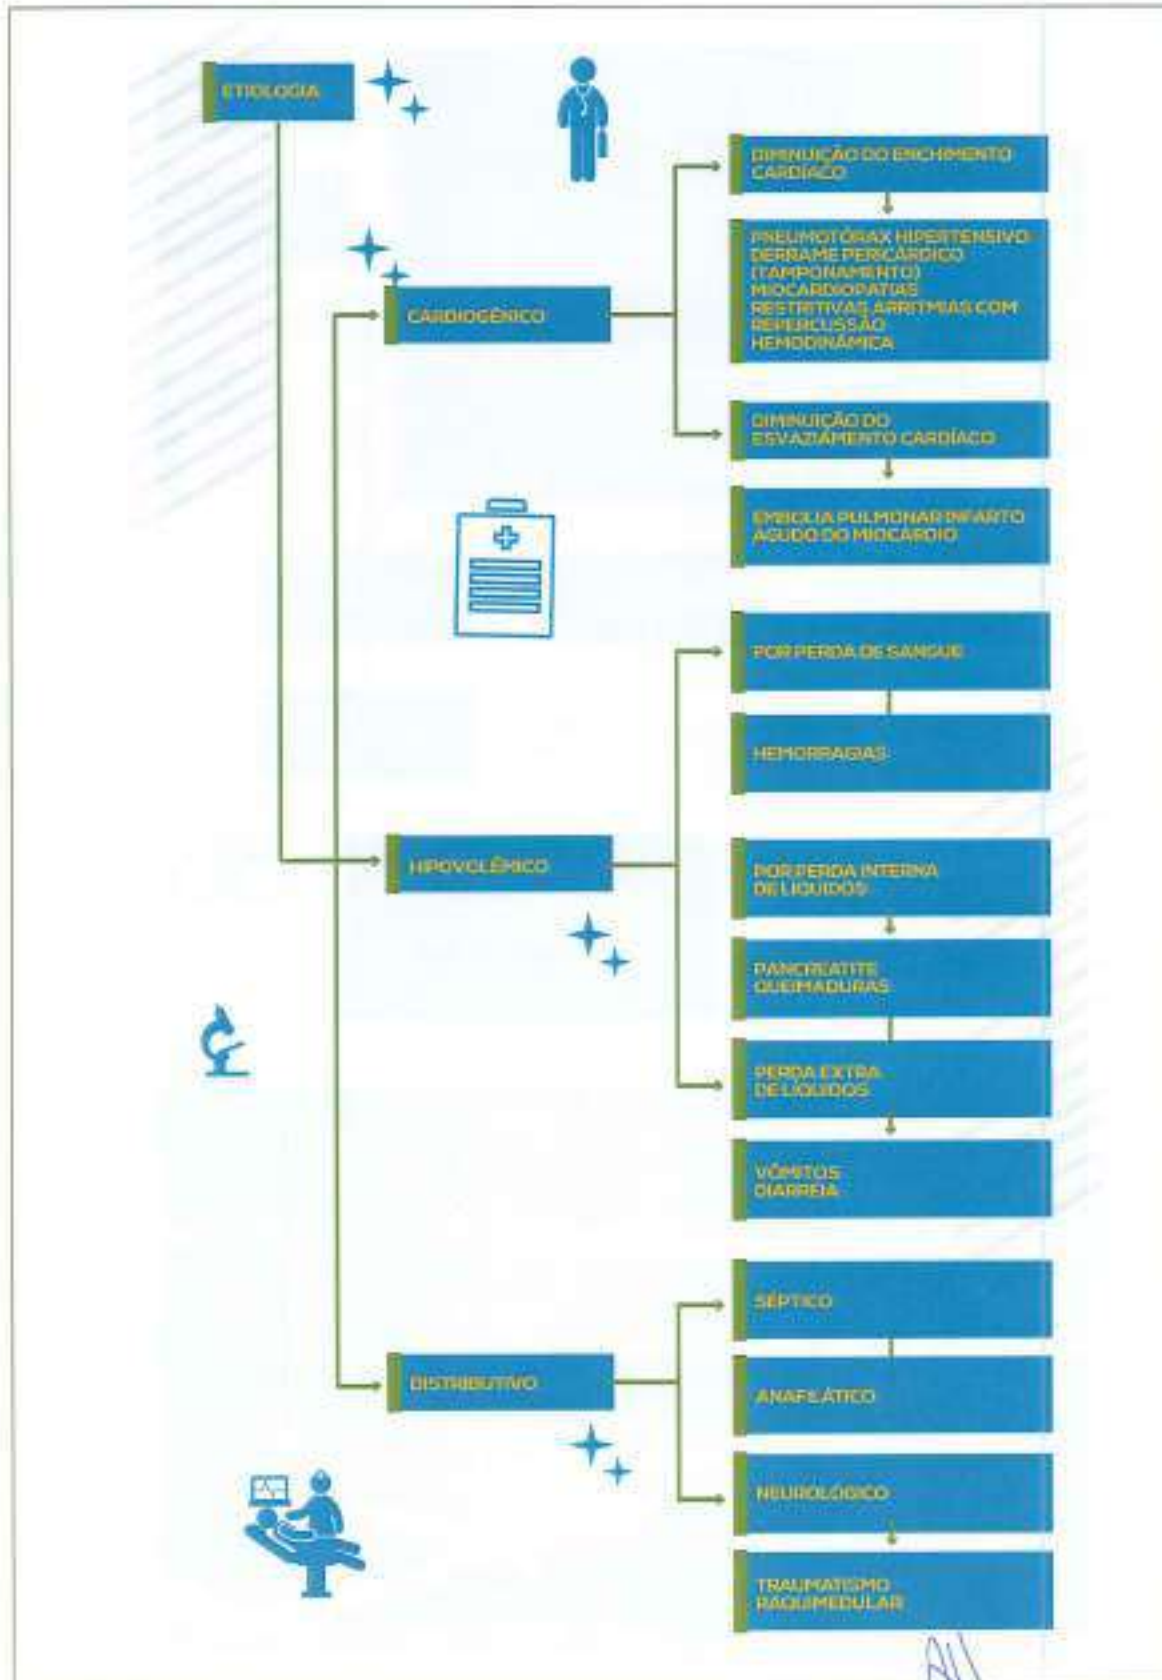 ETIOLOGIA
CARDIOGÊNICO
DIMINUIÇÃO DO ENCHIMENTO
CARDÍACO
PNEUMOTÓRAX HIPERTENSIVO
DERRAME PERICÁRDICO
(TAMPONAMENTO)
MIOCARDIOPATIAS
RESTRITIVAS ARRITMIAS COM
REPERCUSSÃO
HEMODINÂMICA
DIMINUIÇÃO DO
ESVAZIAMENTO CARDÍACO
EMBOLIA PULMONAR INFARTO
AGUDO DO MIOCÁRDIO
HIPOVOLÊMICO
POR PERDA DE SANGUE
HEMORRAGIAS
POR PERDA INTERNA
DE LÍQUIDOS
PANCREATITE
QUEIMADURAS
PERDA EXTRA
DE LÍQUIDOS
VÔMITOS
DIARREIA
DISTRIBUTIVO
SÉPTICO
ANAFILÁTICO
NEUROLÓGICO
TRAUMATISMO
RAQUIMEDULAR